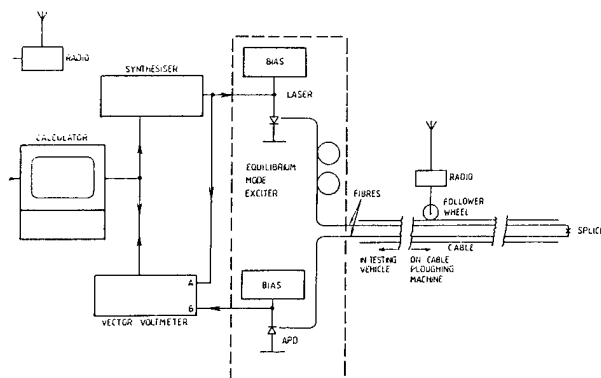 RADIO
SYNTHESISER
BIAS
LASER
CALCULATOR
EQUILIBRIUM
MODE
EXCITER
FIBRES
RADIO
FOLLOWER
WHEEL
SPLICE
CABLE
IN TESTING
VEHICLE
ON CABLE
PLOUGHING
MACHINE
A
B
BIAS
VECTOR VOLTMETER
APD